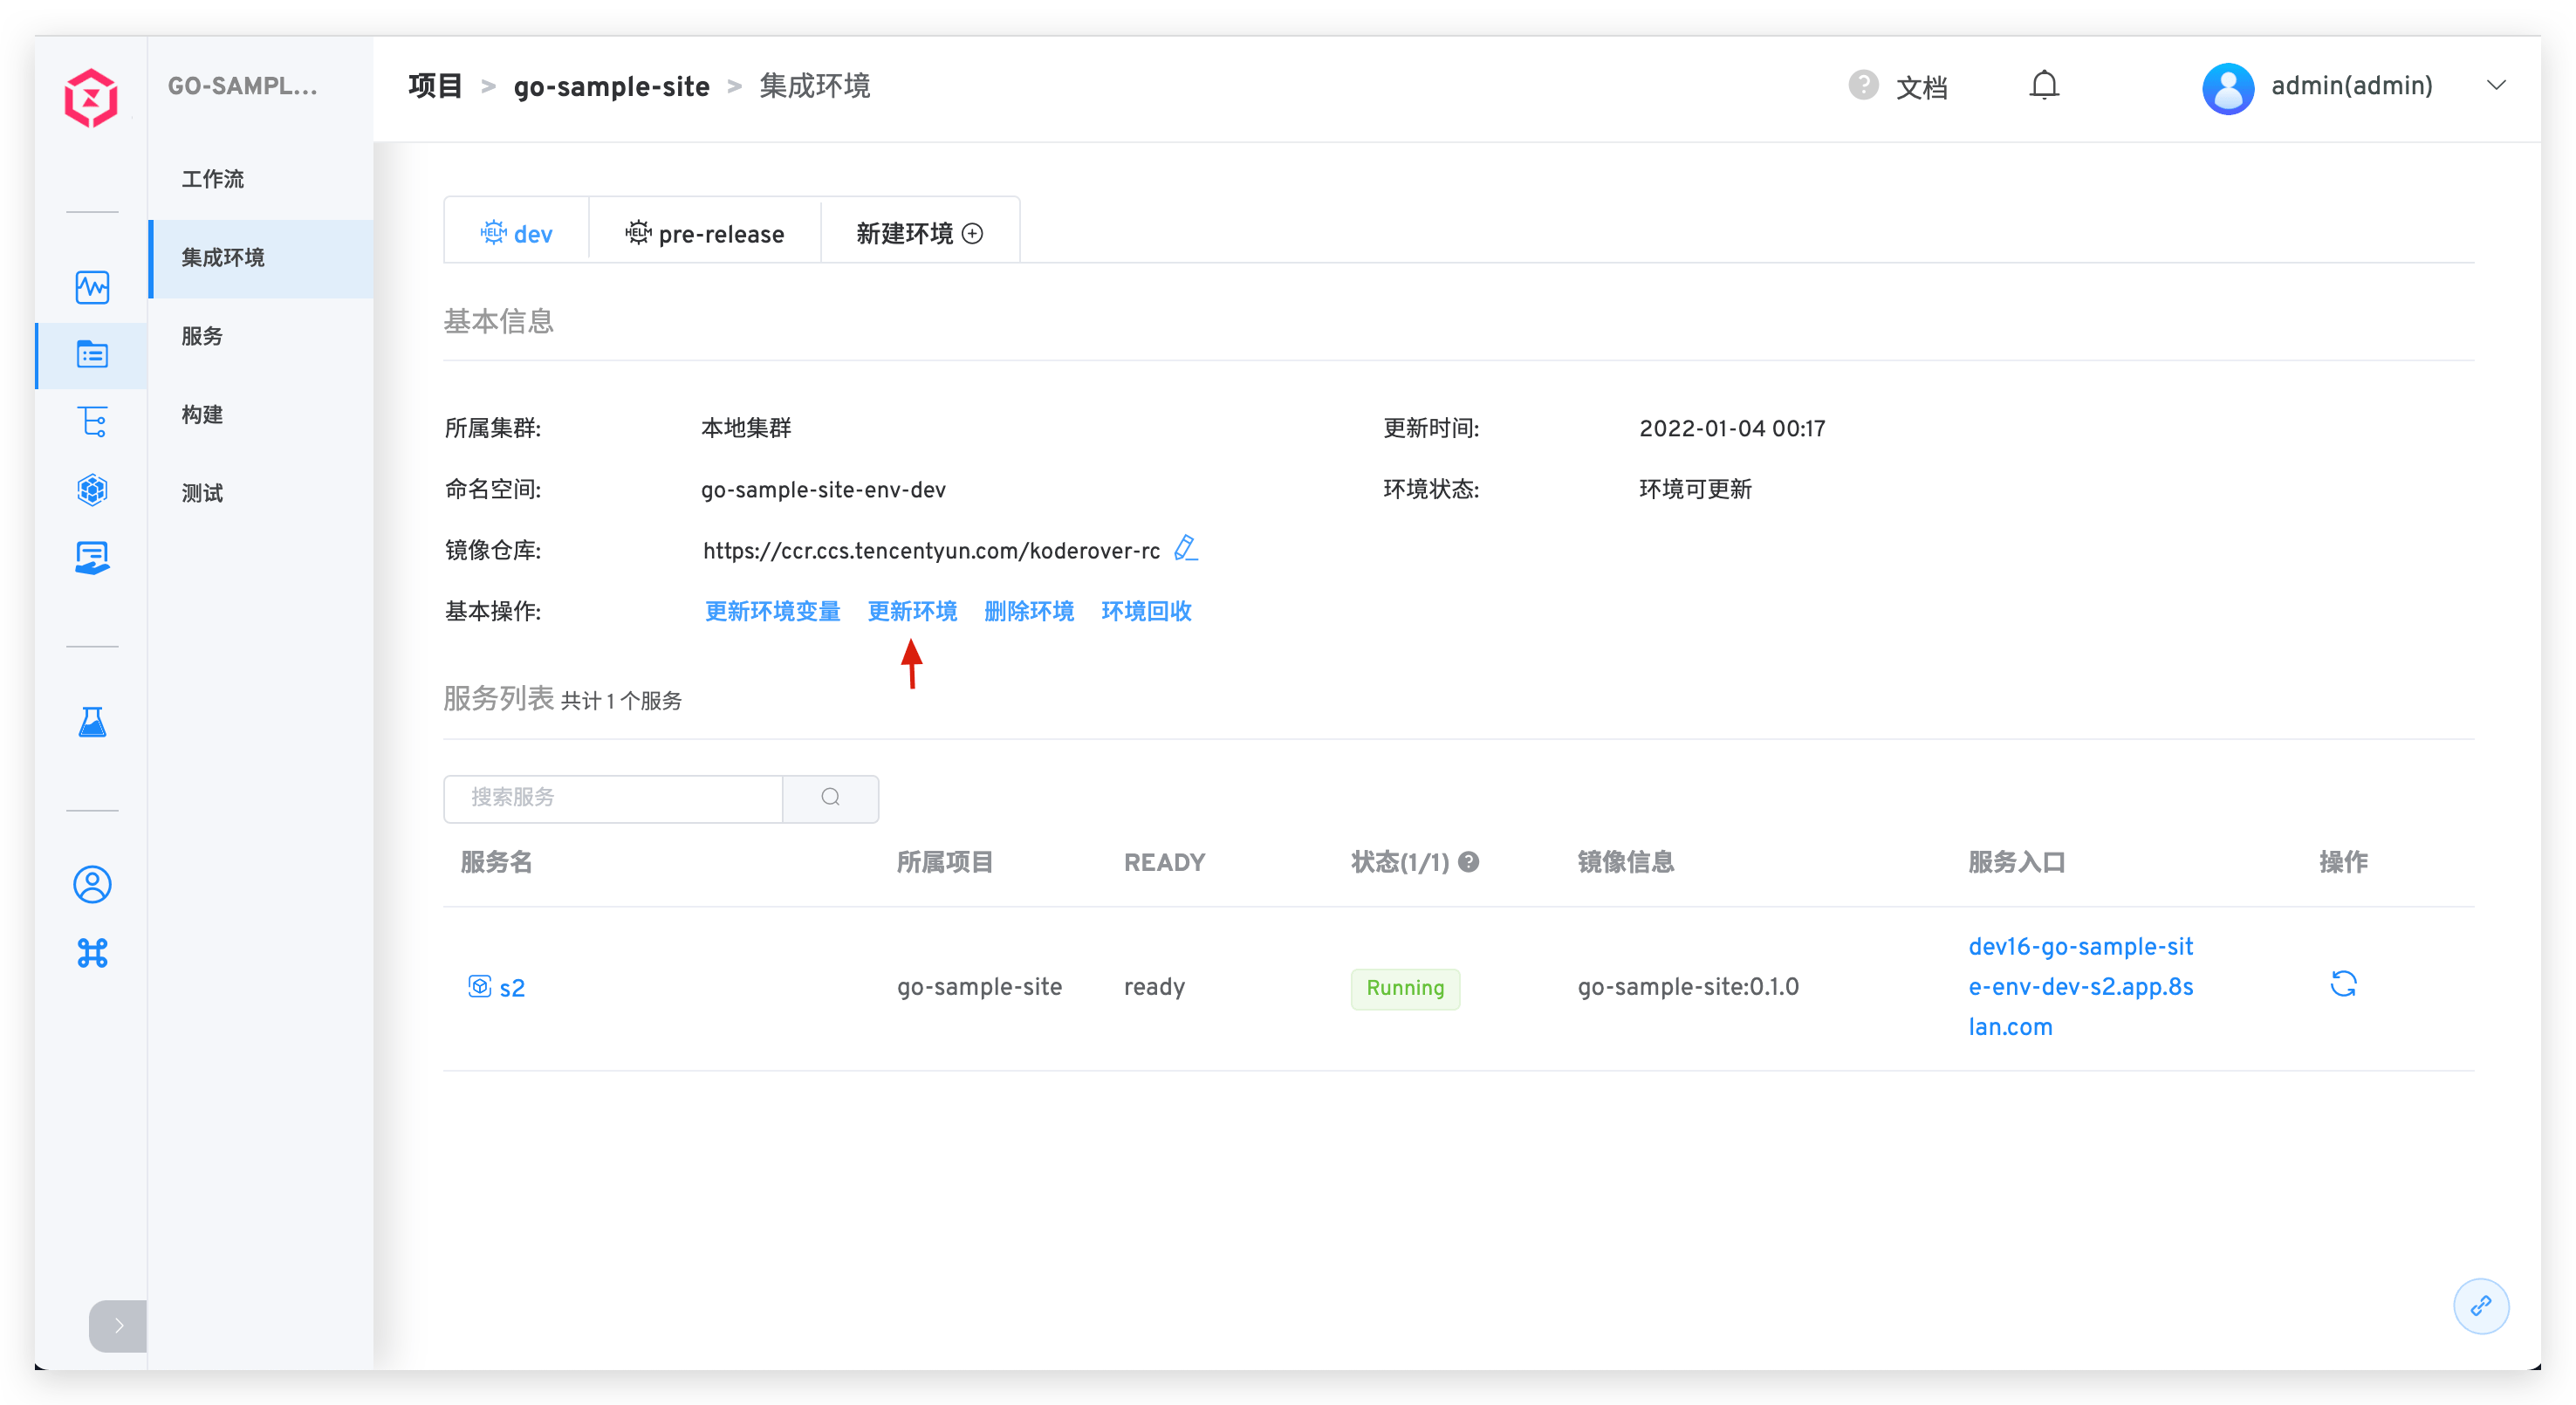 GO-SAMPL...
项目 > go-sample-site > 集成环境
? 文档
admin(admin)
工作流
集成环境
服务
构建
测试
HELM dev
HELM pre-release
新建环境
基本信息
所属集群: 本地集群
更新时间: 2022-01-04 00:17
命名空间: go-sample-site-env-dev
环境状态: 环境可更新
镜像仓库: https://ccr.ccs.tencentyun.com/koderover-rc
基本操作: 更新环境变量 更新环境 删除环境 环境回收
服务列表 共计 1 个服务
搜索服务
服务名 所属项目 READY 状态(1/1) ? 镜像信息 服务入口 操作
s2 go-sample-site ready Running go-sample-site:0.1.0
dev16-go-sample-sit
e-env-dev-s2.app.8s
lan.com